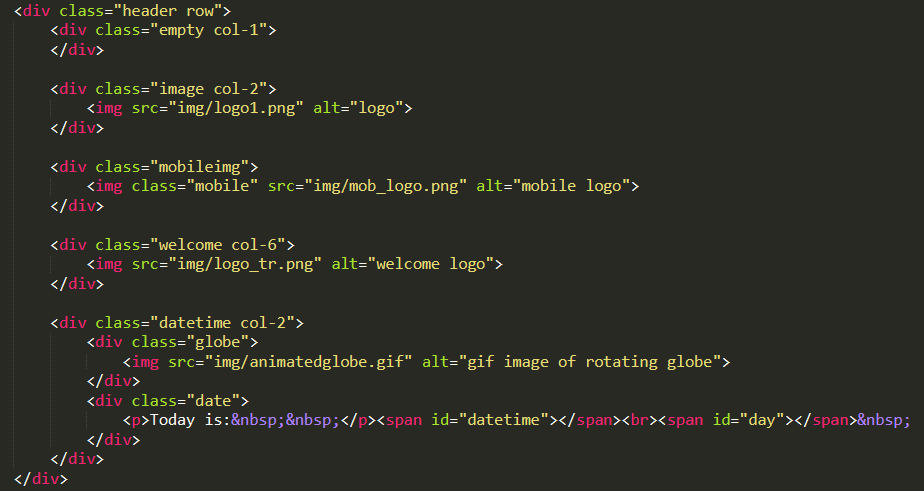 <div class="header row">
    <div class="empty col-1">
    </div>

    <div class="image col-2">
        <img src="img/logo1.png" alt="logo">
    </div>

    <div class="mobileimg">
        <img class="mobile" src="img/mob_logo.png" alt="mobile logo">
    </div>

    <div class="welcome col-6">
        <img src="img/logo_tr.png" alt="welcome logo">
    </div>

    <div class="datetime col-2">
        <div class="globe">
            <img src="img/animatedglobe.gif" alt="gif image of rotating globe">
        </div>
        <div class="date">
            <p>Today is:&nbsp;&nbsp;</p><span id="datetime"></span><br><span id="day"></span>&nbsp;
        </div>
    </div>
</div>